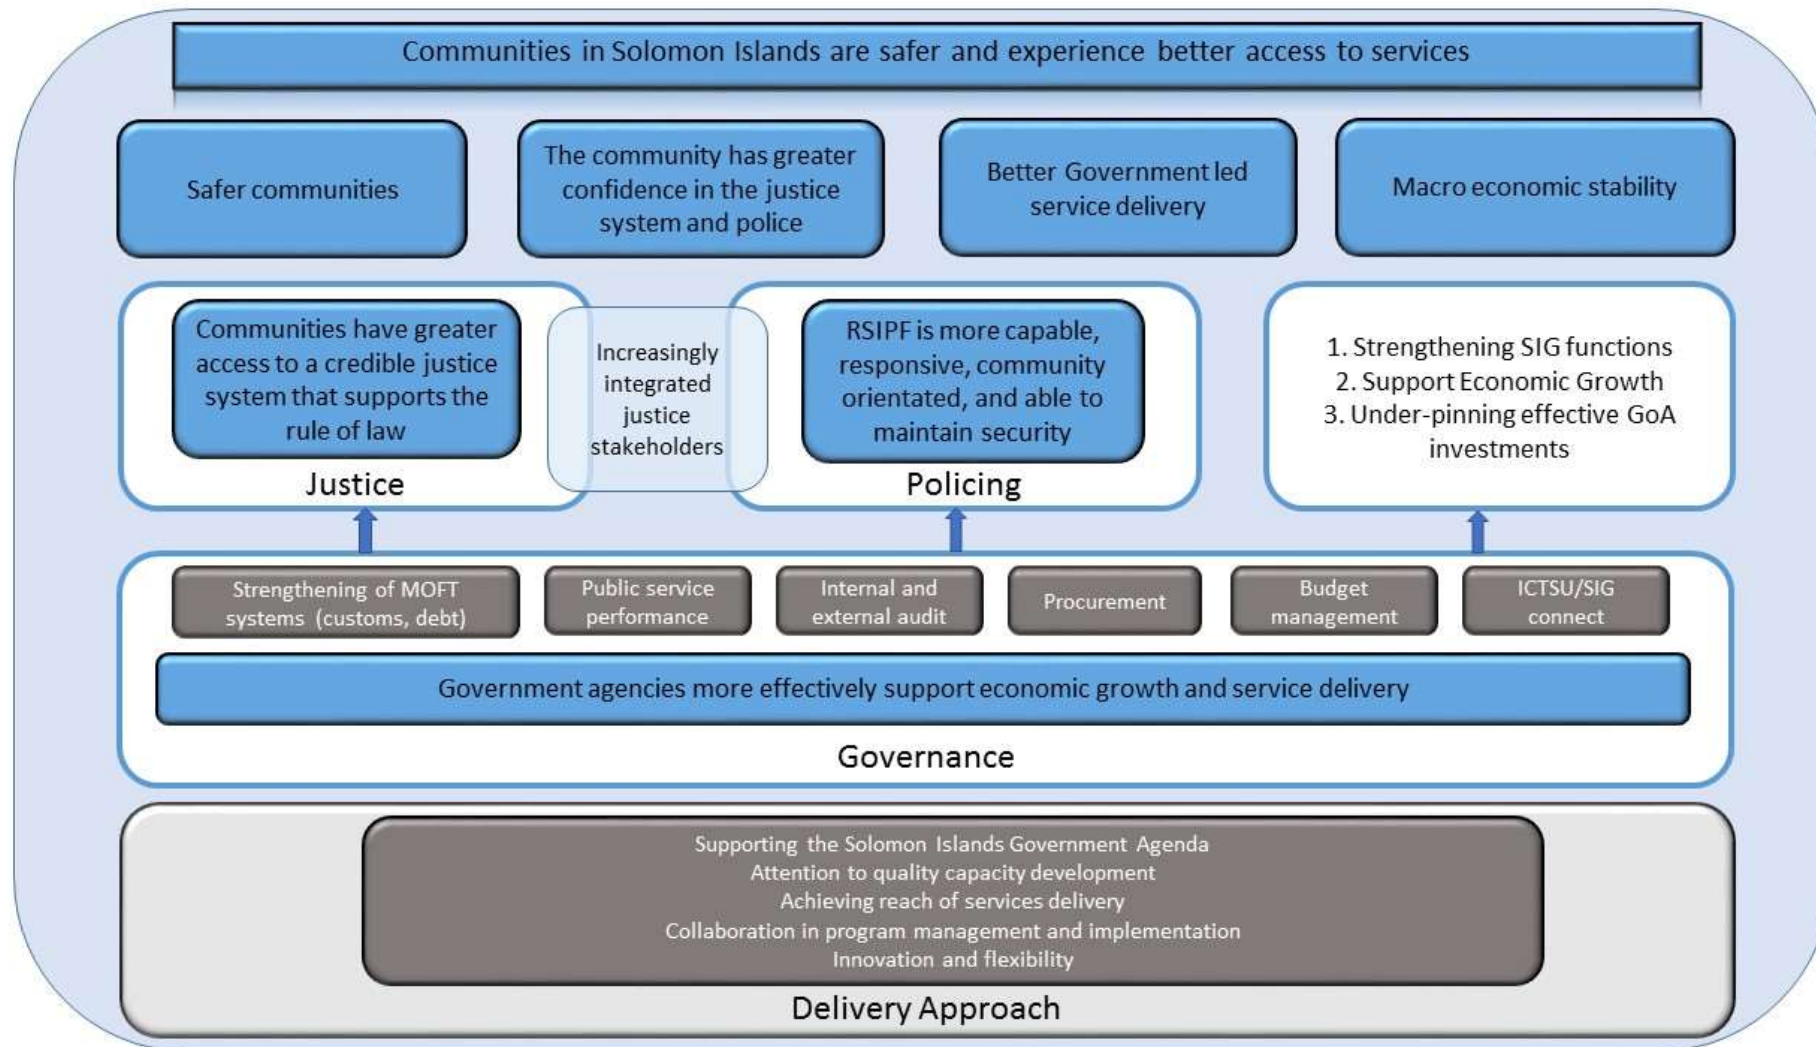 Communities in Solomon Islands are safer and experience better access to services
Safer communities
The community has greater
confidence in the justice
system and police
Better Government led
service delivery
Macro economic stability
Communities have greater
access to a credible justice
system that supports the
rule of law
Justice
Increasingly
integrated
justice
stakeholders
RSIPF is more capable,
responsive, community
orientated, and able to
maintain security
Policing
1. Strengthening SIG functions
2. Support Economic Growth
3. Under-pinning effective GoA
investments
Strengthening of MOFT
systems (customs, debt)
Public service
performance
Internal and
external audit
Procurement
Budget
management
ICTSU/SIG
connect
Government agencies more effectively support economic growth and service delivery
Governance
Supporting the Solomon Islands Government Agenda
Attention to quality capacity development
Achieving reach of services delivery
Collaboration in program management and implementation
Innovation and flexibility
Delivery Approach